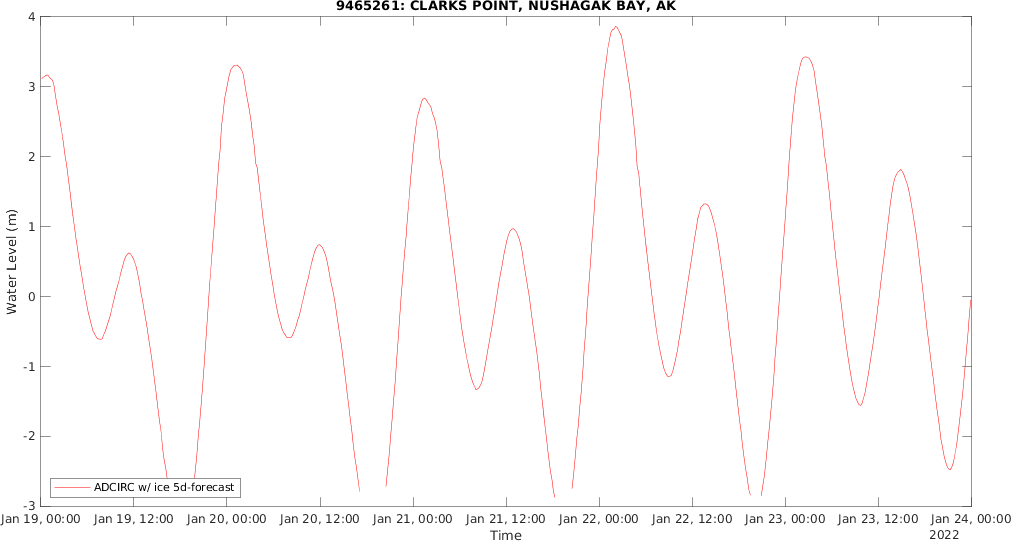 9465261: CLARKS POINT, NUSHAGAK BAY, AK
Water Level (m)
4
3
2
1
0
-1
-2
-3
ADCIRC w/ ice 5d-forecast
Jan 19, 00:00 Jan 19, 12:00 Jan 20, 00:00 Jan 20, 12:00 Jan 21, 00:00 Jan 21, 12:00 Jan 22, 00:00 Jan 22, 12:00 Jan 23, 00:00 Jan 23, 12:00 Jan 24, 00:00
Time
2022